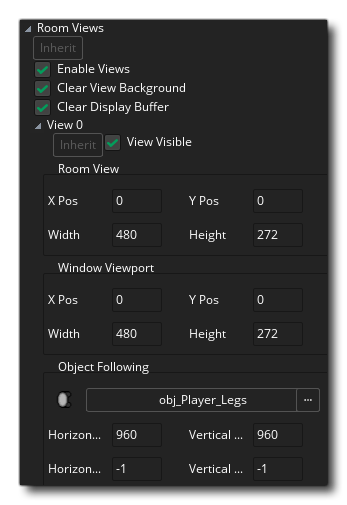 Room Views
Inherit
Enable Views
Clear View Background
Clear Display Buffer
View 0
Inherit View Visible
Room View
X Pos 0 Y Pos 0
Width 480 Height 272
Window Viewport
X Pos 0 Y Pos 0
Width 480 Height 272
Object Following
obj_Player_Legs ...
Horizon... 960 Vertical ... 960
Horizon... -1 Vertical ... -1